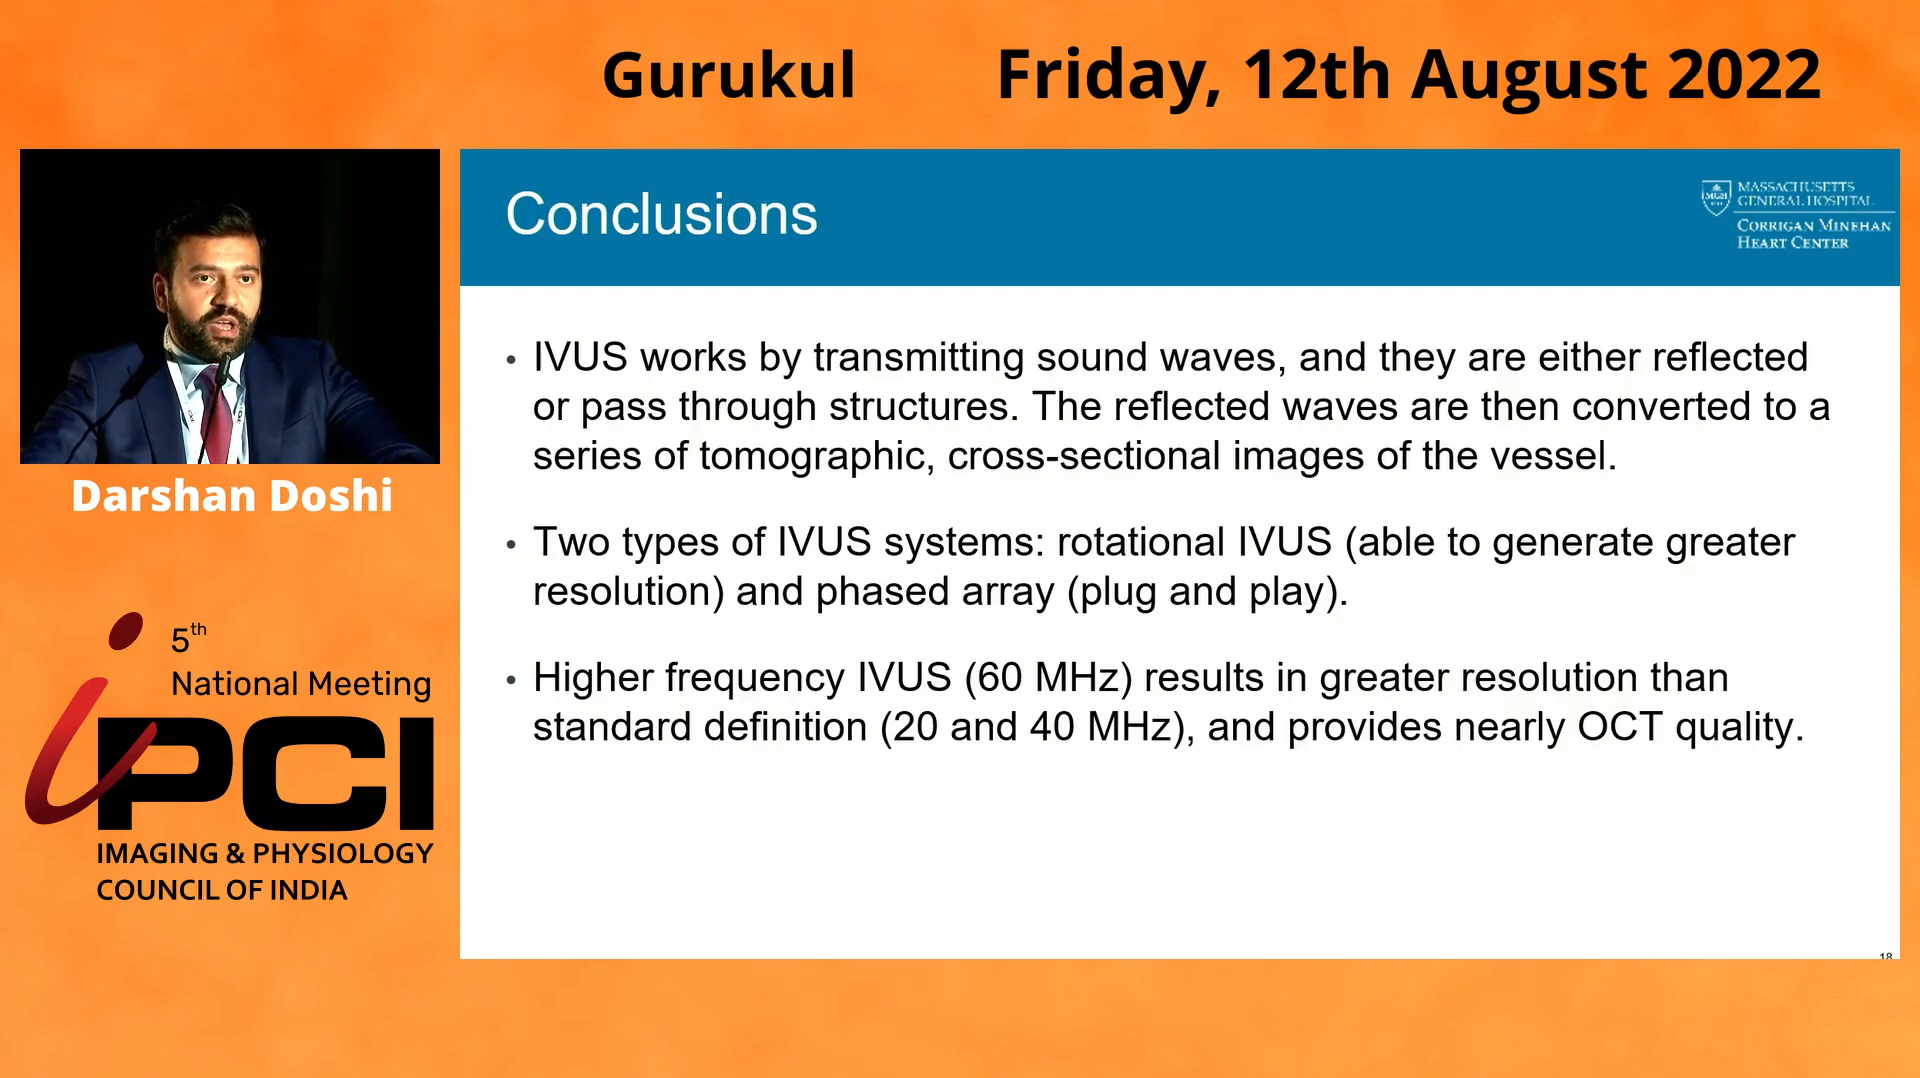 Gurukul
Friday, 12th August 2022
Conclusions
MASSACHUSETTS
GENERAL HOSPITAL
CORRIGAN MINEHAN
HEART CENTER
• IVUS works by transmitting sound waves, and they are either reflected
or pass through structures. The reflected waves are then converted to a
series of tomographic, cross-sectional images of the vessel.
• Two types of IVUS systems: rotational IVUS (able to generate greater
resolution) and phased array (plug and play).
• Higher frequency IVUS (60 MHz) results in greater resolution than
standard definition (20 and 40 MHz), and provides nearly OCT quality.
18
Darshan Doshi
5th
National Meeting
iPCI
IMAGING & PHYSIOLOGY
COUNCIL OF INDIA